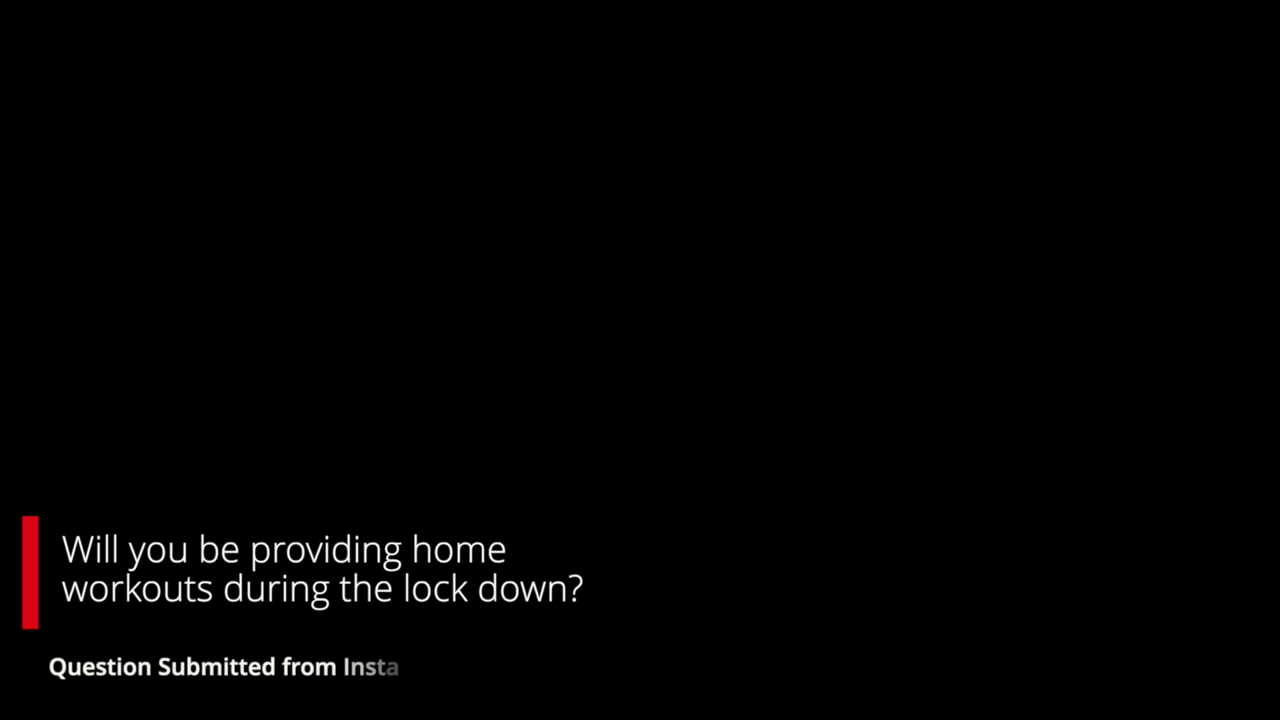 Will you be providing home
workouts during the lock down?
Question Submitted from Insta